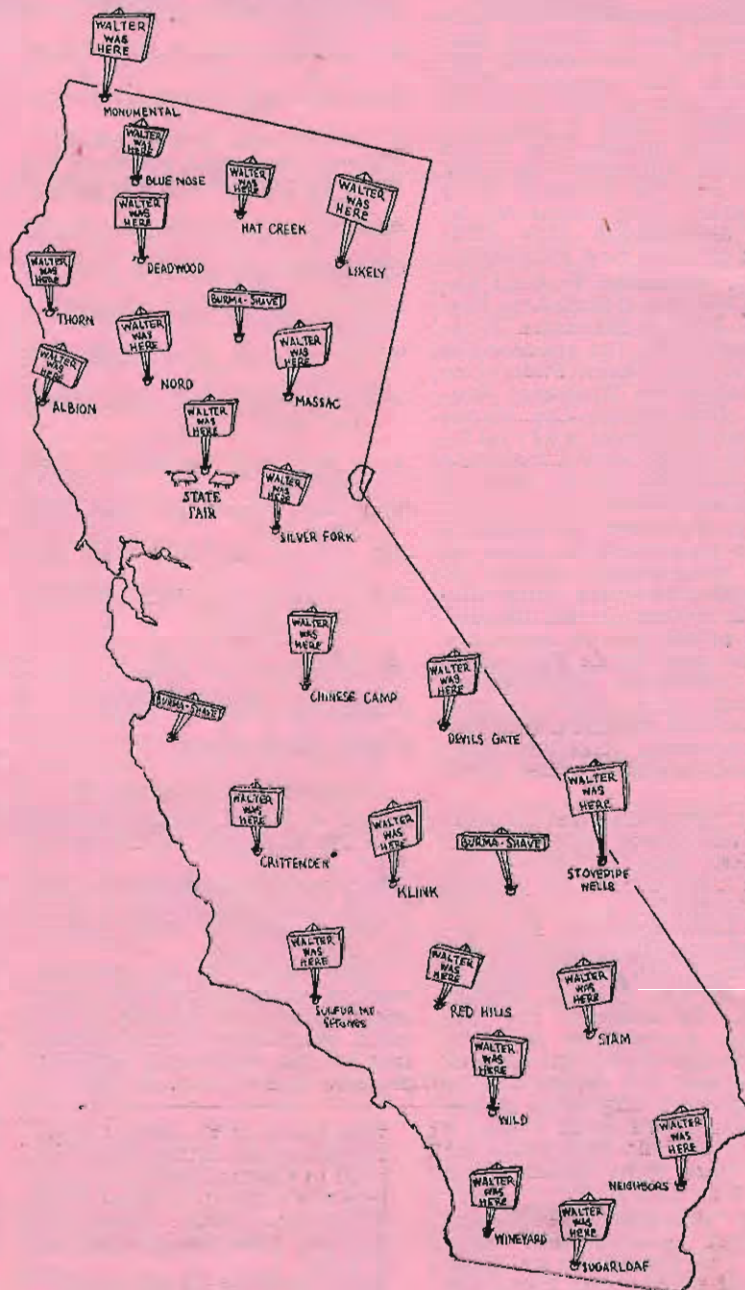 WALTER
WAS
HERE
MONUMENTAL
WALTER
WAS
HERE
BLUE NOSE
WALTER
WAS
HERE
HAT CREEK
WALTER
WAS
HERE
LIKELY
WALTER
WAS
HERE
DEADWOOD
WALTER
WAS
HERE
THORN
BURMA-SHAVE
WALTER
WAS
HERE
NORD
WALTER
WAS
HERE
MASSAC
WALTER
WAS
HERE
ALBION
WALTER
WAS
HERE
STATE
FAIR
WALTER
WAS
HERE
SILVER FORK
WALTER
WAS
HERE
CHINESE CAMP
WALTER
WAS
HERE
DEVILS GATE
BURMA-SHAVE
WALTER
WAS
HERE
CRITTENDEN
WALTER
WAS
HERE
KLINK
BURMA-SHAVE
WALTER
WAS
HERE
STOVEPIPE
WELLS
WALTER
WAS
HERE
SULFUR MT
SPRINGS
WALTER
WAS
HERE
RED HILLS
WALTER
WAS
HERE
SIAM
WALTER
WAS
HERE
WILD
WALTER
WAS
HERE
NEIGHBORS
WALTER
WAS
HERE
WINEYARD
WALTER
WAS
HERE
SUGARLOAF